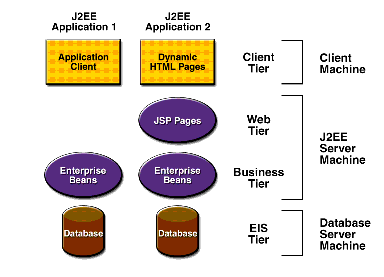 J2EE
Application 1
J2EE
Application 2
Application
Client
Dynamic
HTML Pages
Client
Tier
Client
Machine
JSP Pages
Web
Tier
J2EE
Server
Machine
Enterprise
Beans
Enterprise
Beans
Business
Tier
Database
Database
EIS
Tier
Database
Server
Machine